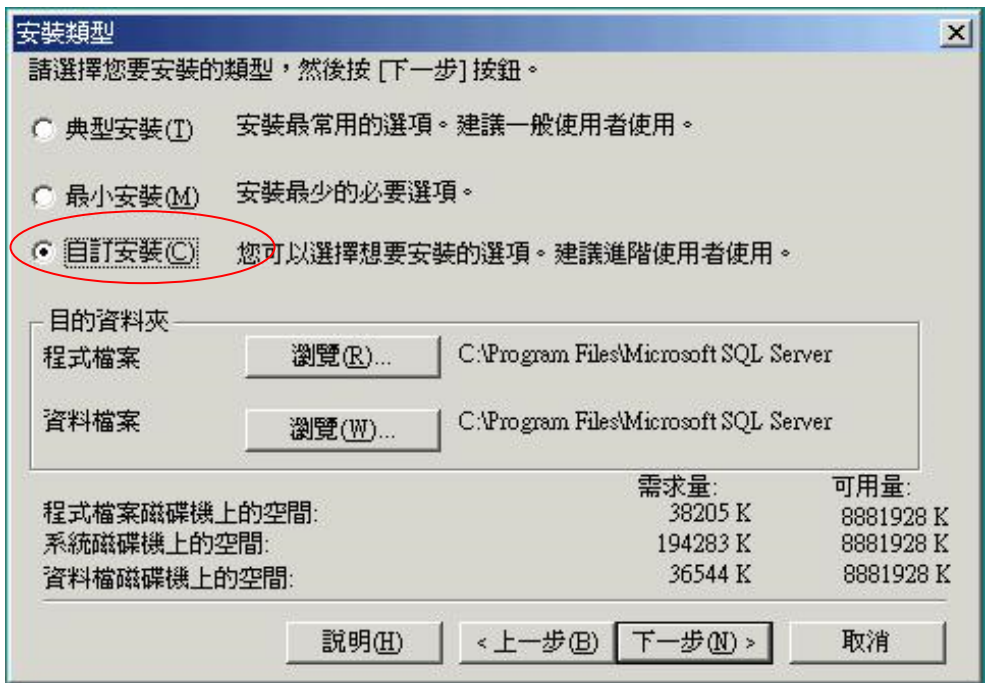 安裝類型
請選擇您要安裝的類型，然後按 [下一步] 按鈕。
典型安裝(T) 安裝最常用的選項。建議一般使用者使用。
最小安裝(M) 安裝最少的必要選項。
自訂安裝(C) 您可以選擇想要安裝的選項。建議進階使用者使用。
目的資料夾
程式檔案 瀏覽(R)... C:\Program Files\Microsoft SQL Server
資料檔案 瀏覽(W)... C:\Program Files\Microsoft SQL Server
需求量: 可用量:
程式檔案磁碟機上的空間: 38205 K 8881928 K
系統磁碟機上的空間: 194283 K 8881928 K
資料檔磁碟機上的空間: 36544 K 8881928 K
說明(H) <上一步(B) 下一步(N) > 取消